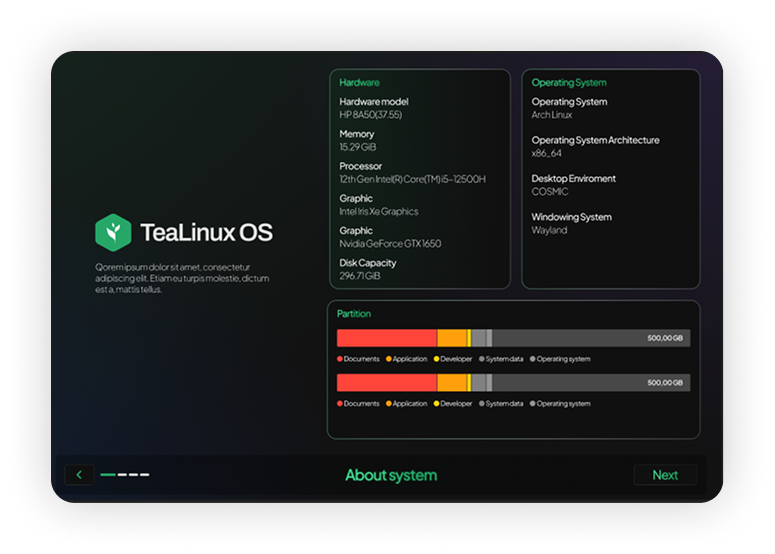 TeaLinux OS
Qorem ipsum dolor sit amet, consectetur
adipiscing elit. Etiam eu turpis molestie, dictum
est a, mattis tellus.
Hardware
Hardware model
HP 8A50(37.55)
Memory
15.29 GiB
Processor
12th Gen Intel(R) Core(TM) i5-12500H
Graphic
Intel Iris Xe Graphics
Graphic
Nvidia GeForce GTX 1650
Disk Capacity
296.71 GiB
Operating System
Operating System
Arch Linux
Operating System Architecture
x86_64
Desktop Enviroment
COSMIC
Windowing System
Wayland
Partition
500,00 GB
Documents Application Developer System data Operating system
500,00 GB
Documents Application Developer System data Operating system
About system
Next